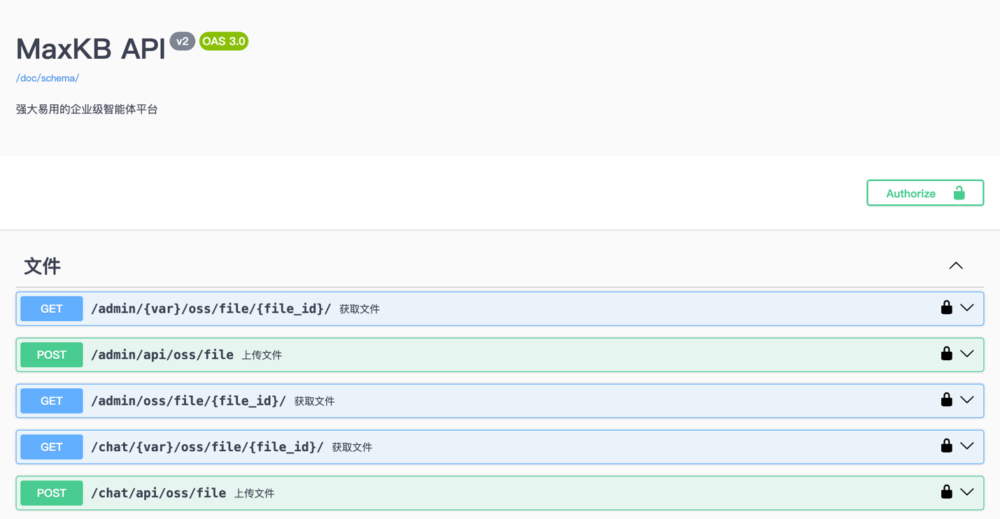 MaxKB API v2 OAS 3.0
/doc/schema/
强大易用的企业级智能体平台
Authorize
文件
GET /admin/{var}/oss/file/{file_id}/ 获取文件
POST /admin/api/oss/file 上传文件
GET /admin/oss/file/{file_id}/ 获取文件
GET /chat/{var}/oss/file/{file_id}/ 获取文件
POST /chat/api/oss/file 上传文件